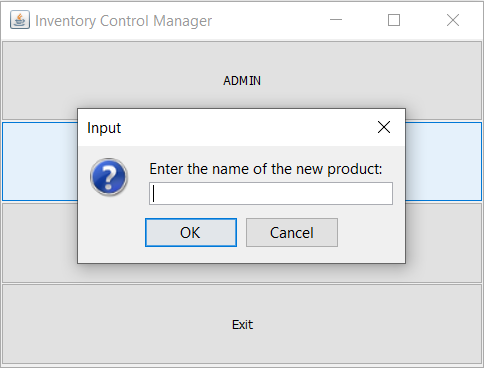 Inventory Control Manager
ADMIN
Input
Enter the name of the new product:
OK
Cancel
Exit